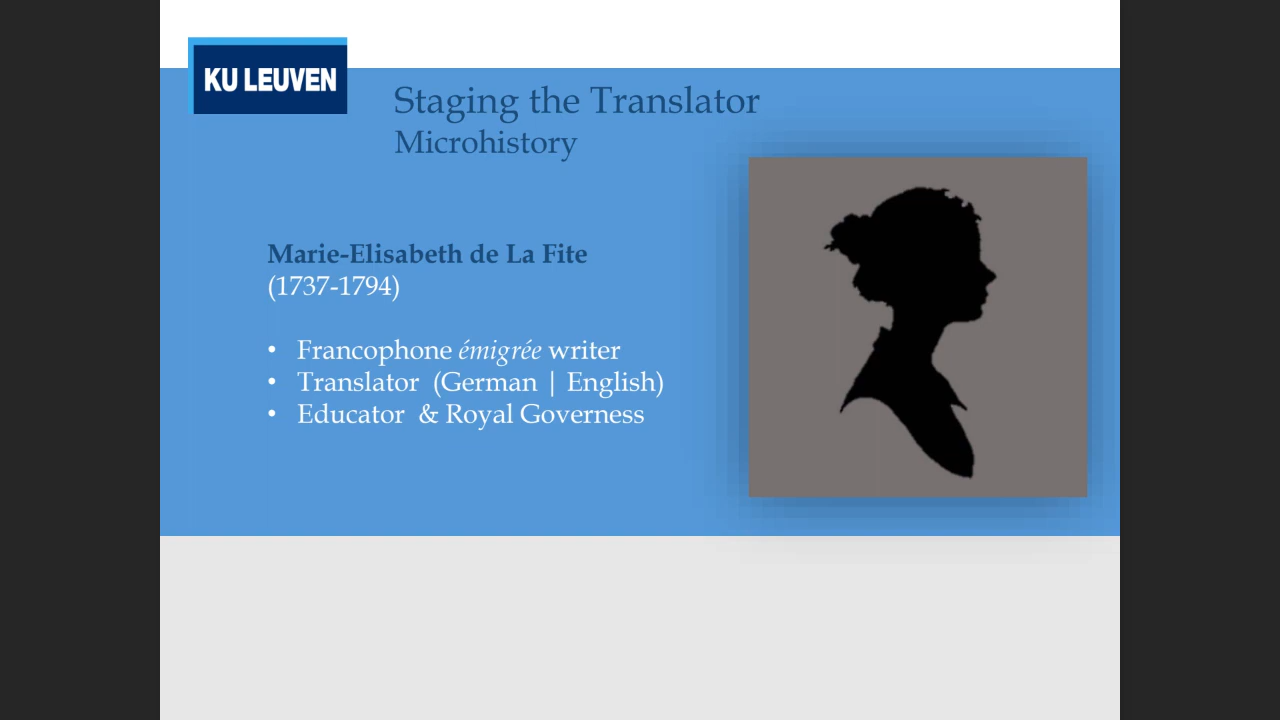 KU LEUVEN
Staging the Translator
Microhistory
Marie-Elisabeth de La Fite
(1737-1794)
• Francophone émigrée writer
• Translator (German | English)
• Educator & Royal Governess